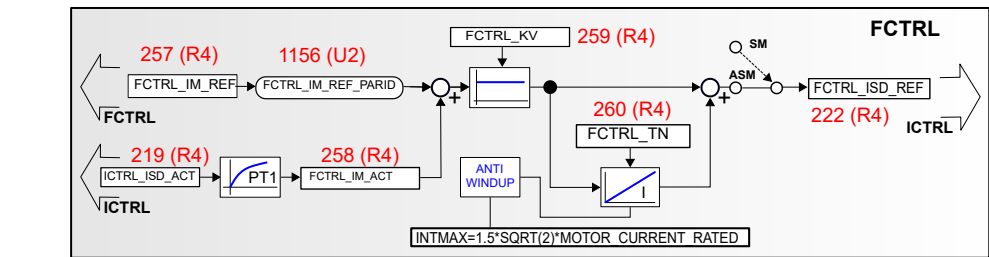 FCTRL_KV
259 (R4)
FCTRL
257 (R4)
1156 (U2)
SM
FCTRL_IM_REF
FCTRL_IM_REF_PARID
+
+
ASM
FCTRL_ISD_REF
FCTRL
260 (R4)
222 (R4)
ICTRL
FCTRL_TN
219 (R4)
258 (R4)
ICTRL_ISD_ACT
PT1
FCTRL_IM_ACT
ANTI
WINDUP
I
ICTRL
INTMAX=1.5*SQRT(2)*MOTOR_CURRENT_RATED